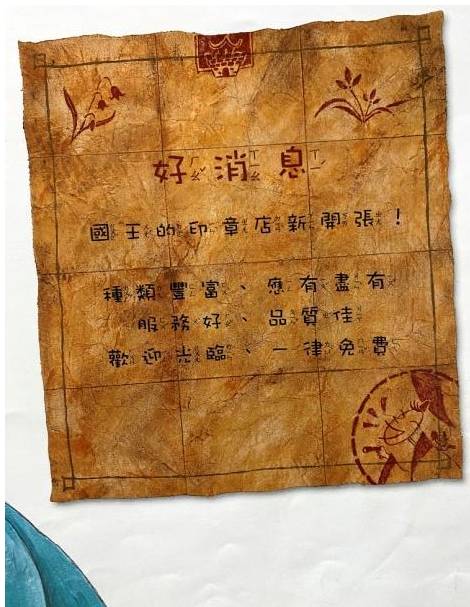 好消息
國王的印章店新開張！
種類豐富、應有盡有
服務好、品質佳
歡迎光臨、一律免費